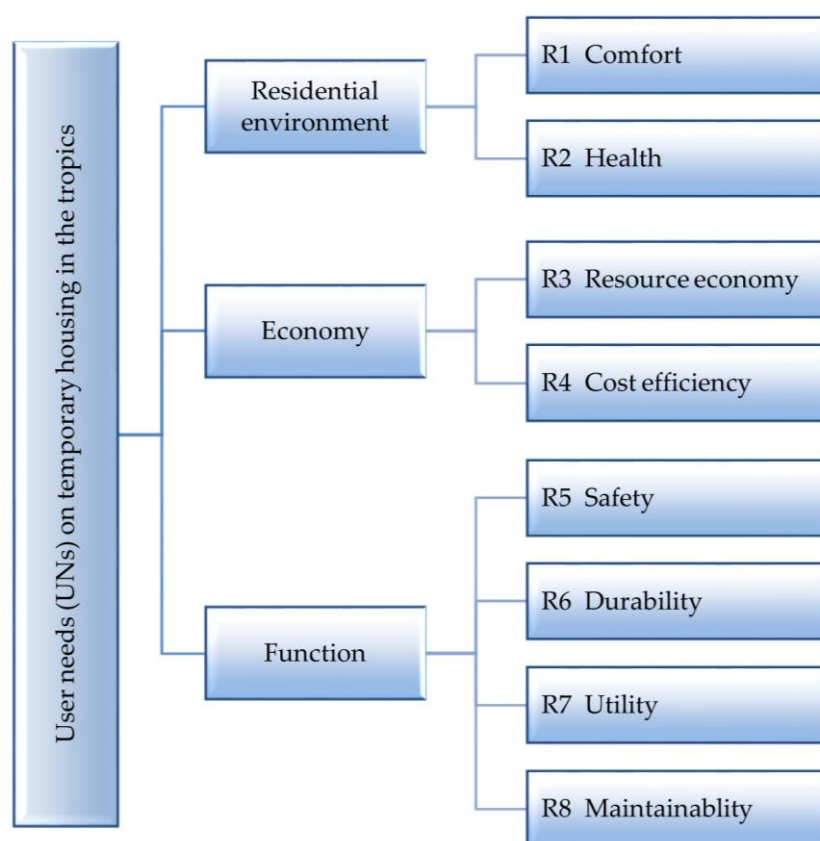 User needs (UNs) on temporary housing in the tropics
Residential
environment
R1 Comfort
R2 Health
Economy
R3 Resource economy
R4 Cost efficiency
Function
R5 Safety
R6 Durability
R7 Utility
R8 Maintainablity